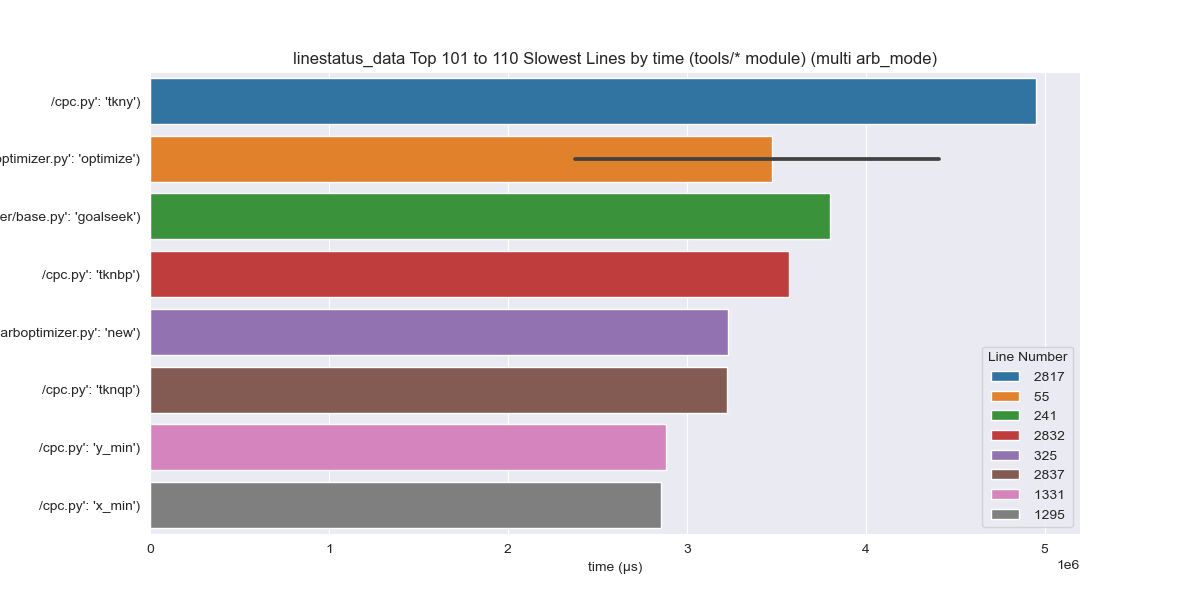 linestatus_data Top 101 to 110 Slowest Lines by time (tools/* module) (multi arb_mode)
/cpc.py': 'tkny')
optimizer.py': 'optimize')
er/base.py': 'goalseek')
/cpc.py': 'tknbp')
arboptimizer.py': 'new')
/cpc.py': 'tknqp')
/cpc.py': 'y_min')
/cpc.py': 'x_min')
Line Number
2817
55
241
2832
325
2837
1331
1295
0 1 2 3 4 5
1e6
time (µs)